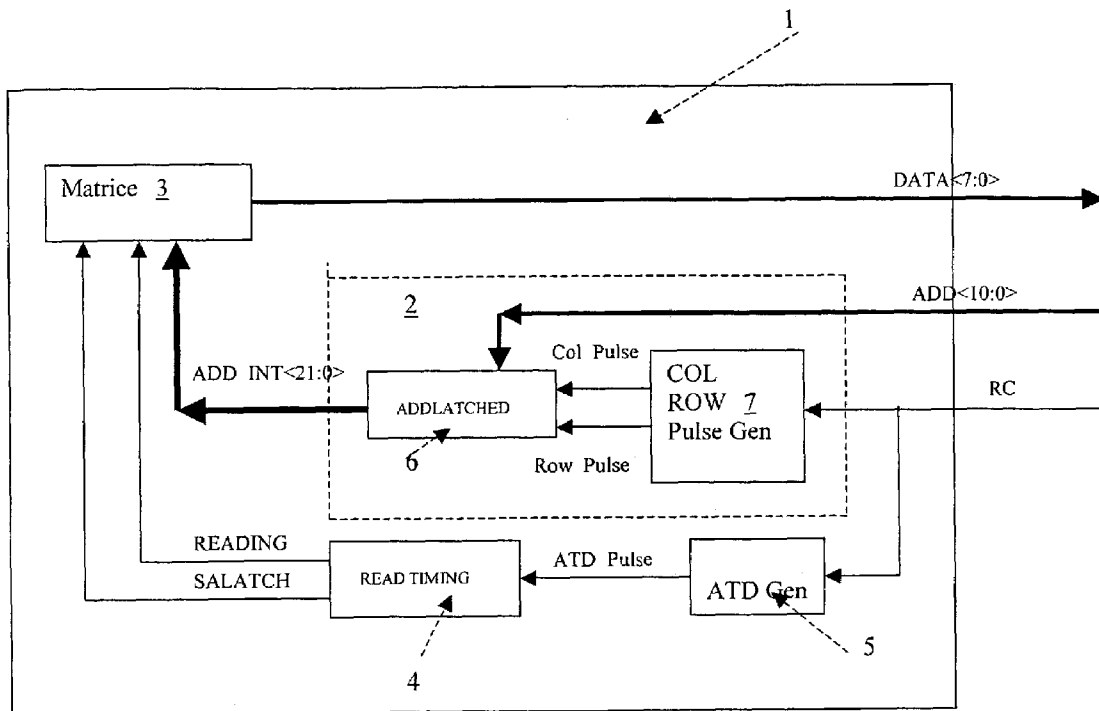 1
Matrice 3
DATA<7:0>
2
ADD<10:0>
Col Pulse
COL
ROW 7
Pulse Gen
ADD INT<21:0>
ADDLATCHED
RC
6
Row Pulse
READING
SALATCH
READ TIMING
ATD Pulse
ATD Gen
4
5